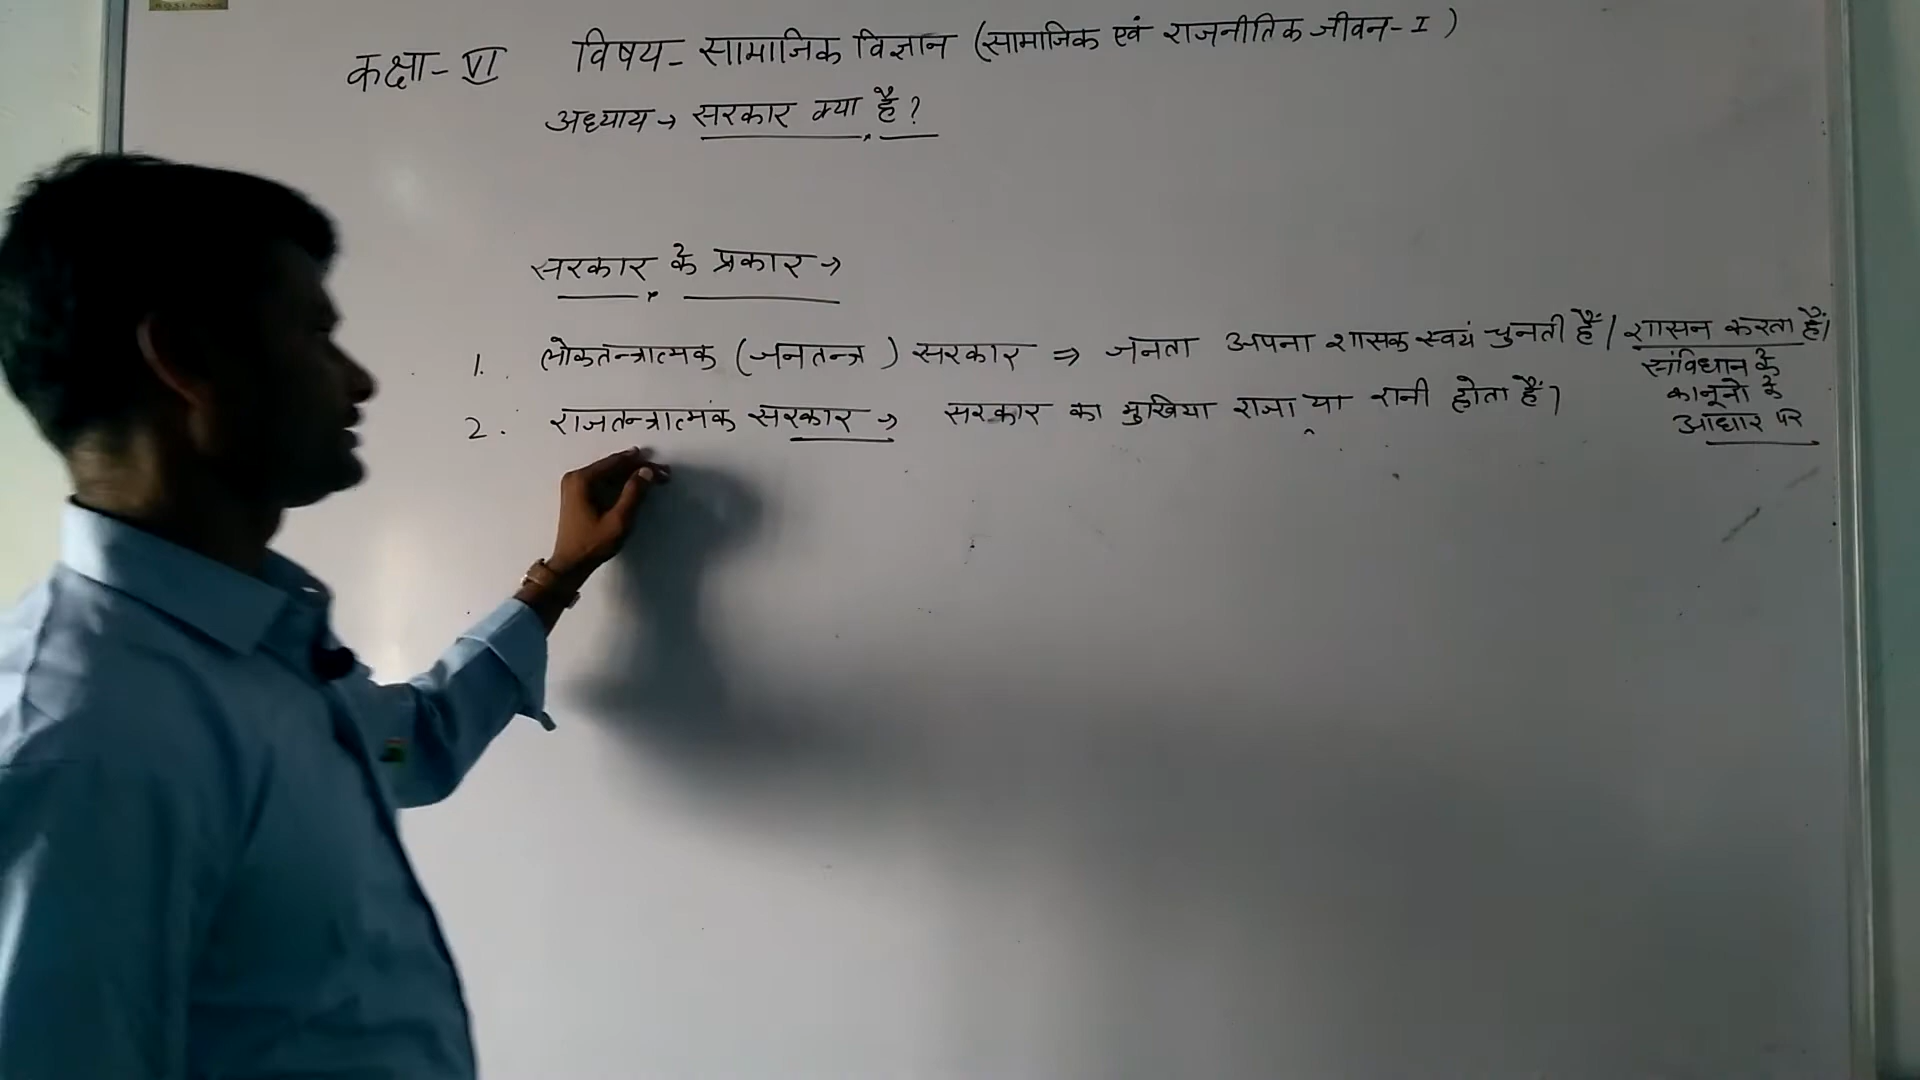 कक्षा- VI विषय- सामाजिक विज्ञान (सामाजिक एवं राजनीतिक जीवन-I)
अध्याय → सरकार क्या है?
सरकार के प्रकार →
1. लोकतन्त्रात्मक (जनतन्त्र) सरकार ⇒ जनता अपना शासक स्वयं चुनती हैं। शासन करता हैं।
संविधान के
कानूनो के
आधार पर
2. राजतन्त्रात्मक सरकार → सरकार का मुखिया राजा या रानी होता हैं।